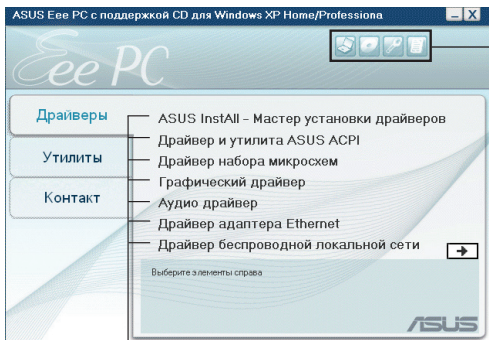 ASUS Eee PC с поддержкой CD для Windows XP Home/Professiona
Eee PC
Драйверы
Утилиты
Контакт
ASUS InstAll - Мастер установки драйверов
Драйвер и утилита ASUS ACPI
Драйвер набора микросхем
Графический драйвер
Аудио драйвер
Драйвер адаптера Ethernet
Драйвер беспроводной локальной сети
Выберите элементы справа
ASUS